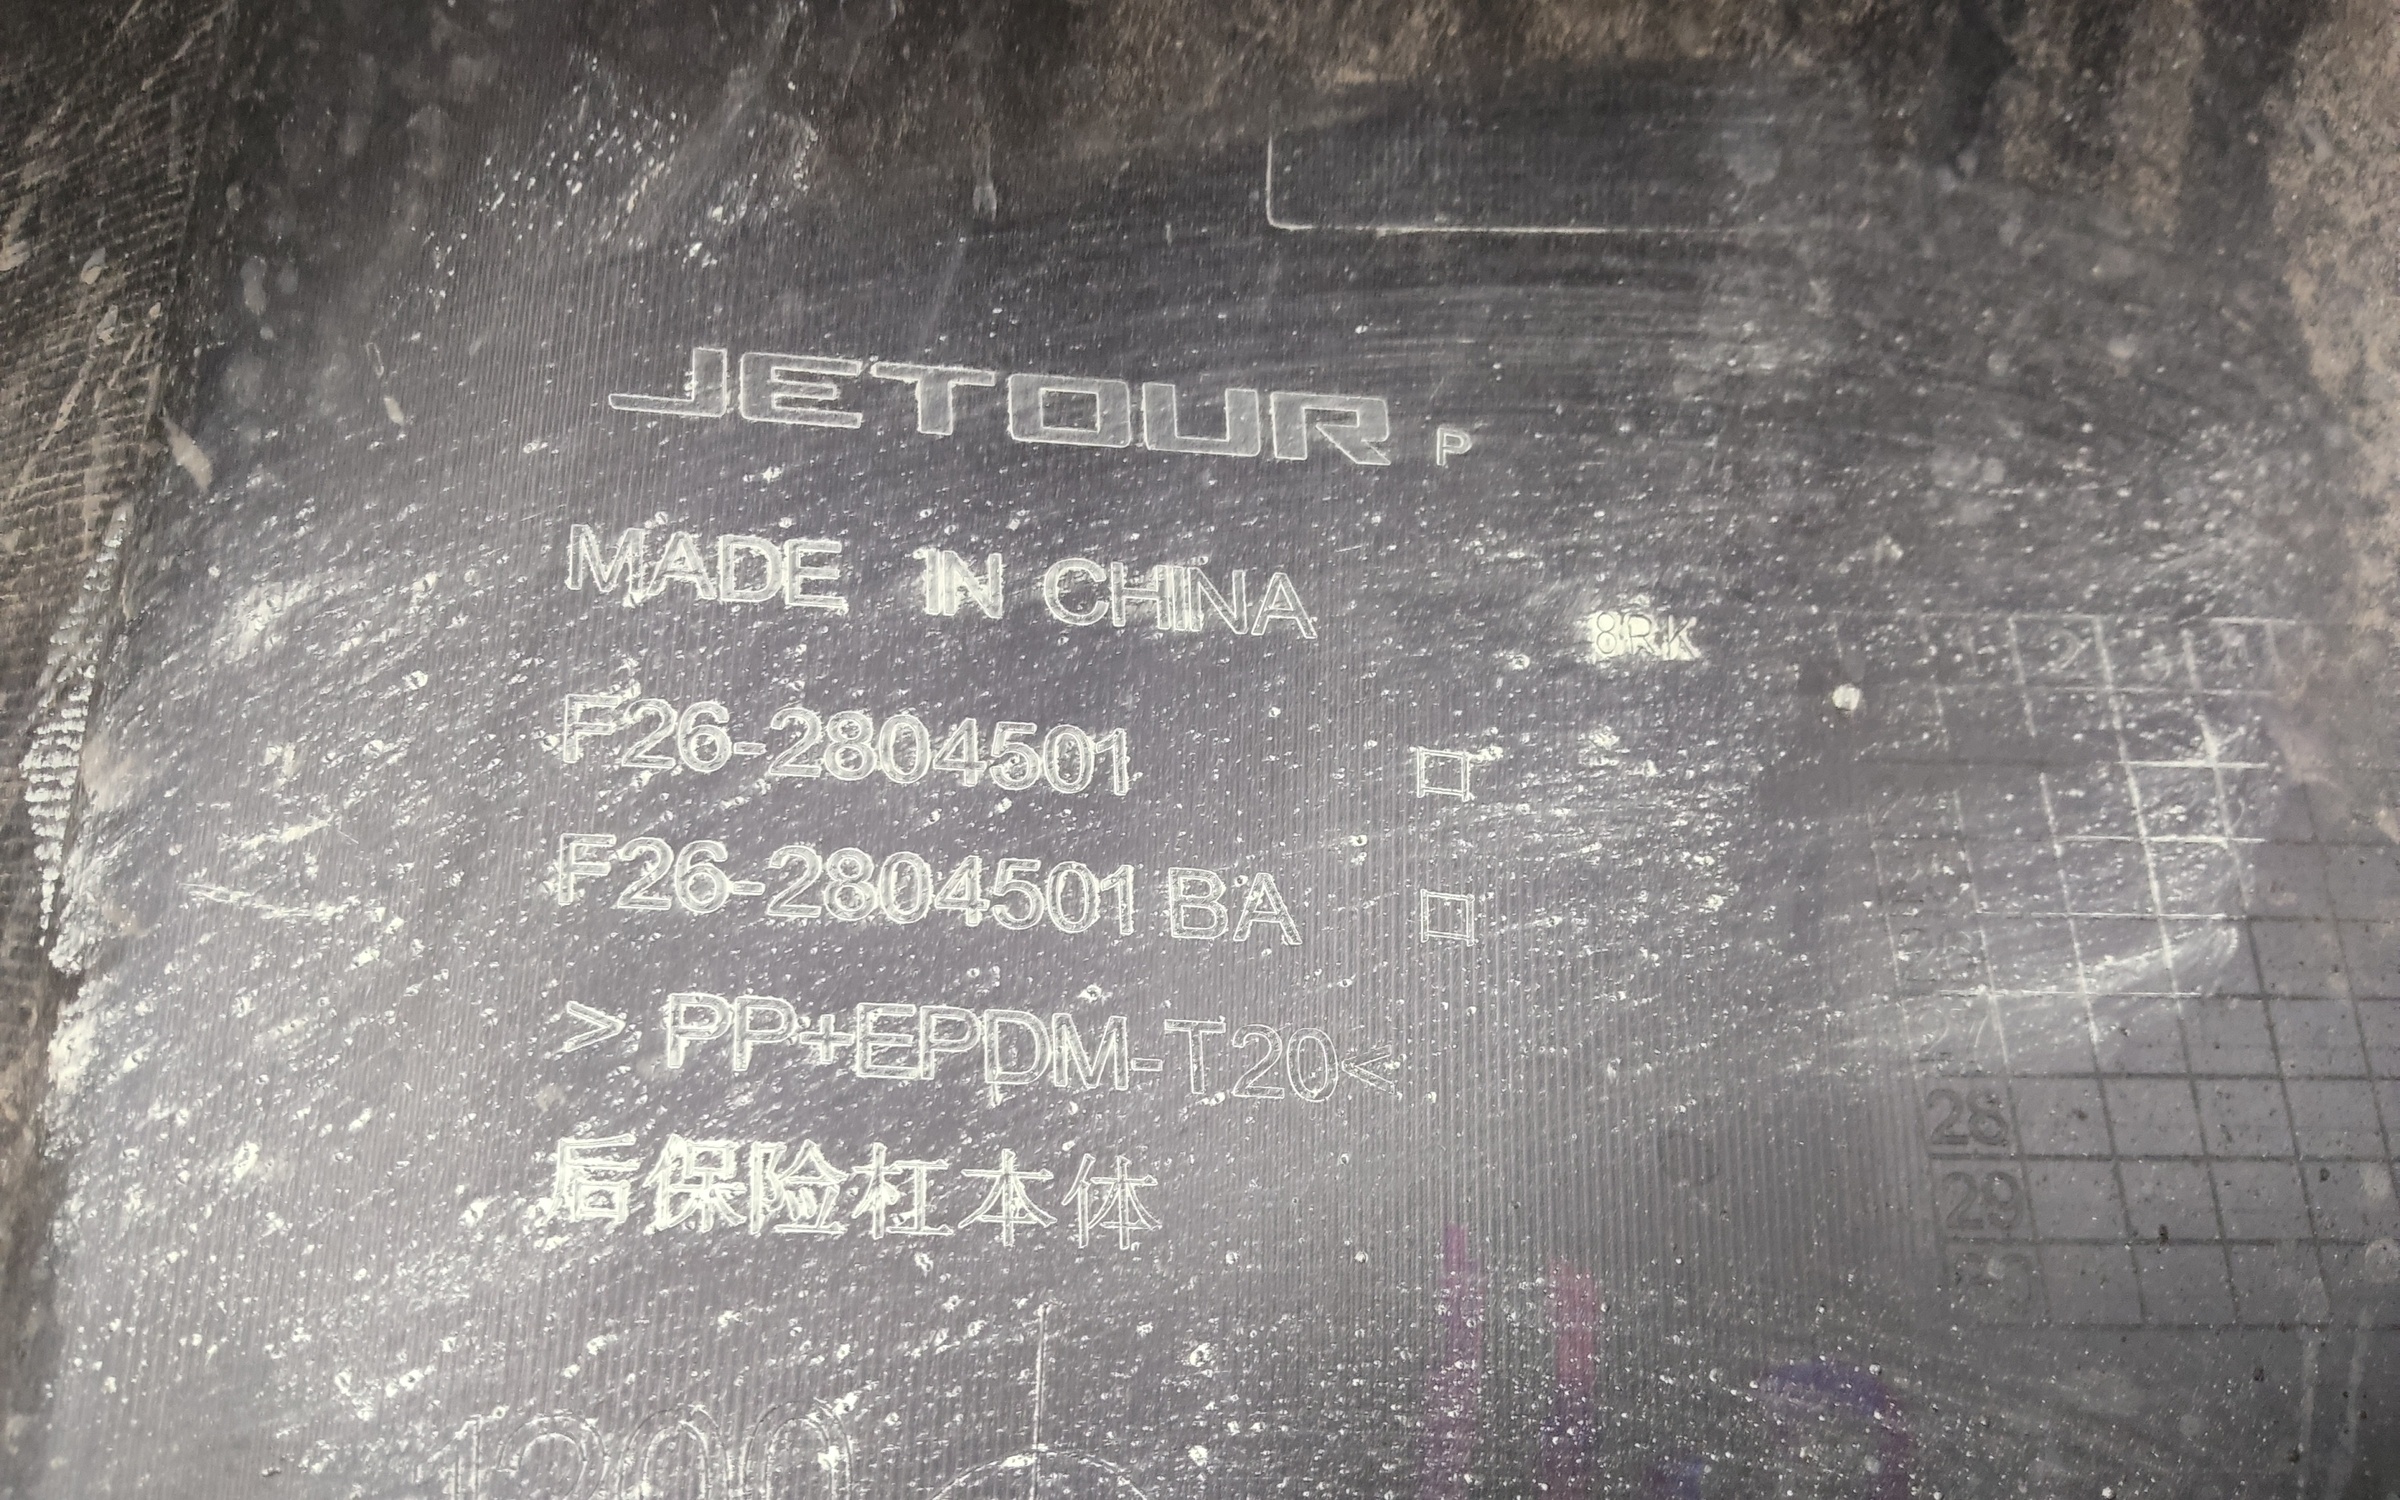 JETOUR P
MADE IN CHINA
8RK
F26-2804501 □
F26-2804501 BA □
> PP+EPDM-T20<
后保险杠本体
27
28
29